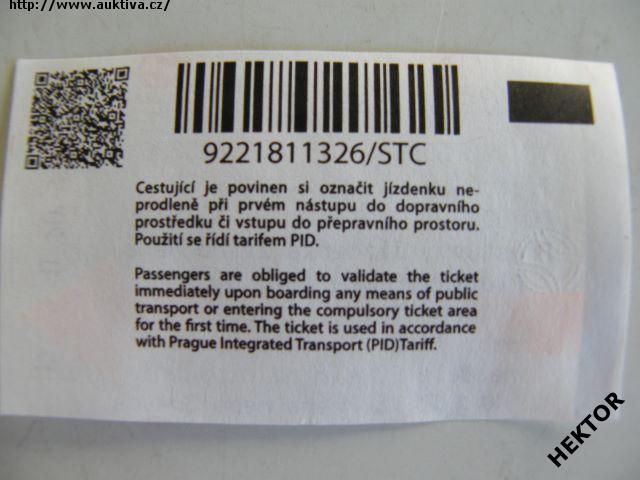 http://www.auktiva.cz/
9221811326/STC
Cestující je povinen si označit jízdenku ne-
prodleně při prvém nástupu do dopravního
prostředku či vstupu do přepravního prostoru.
Použití se řídí tarifem PID.
Passengers are obliged to validate the ticket
immediately upon boarding any means of public
transport or entering the compulsory ticket area
for the first time. The ticket is used in accordance
with Prague Integrated Transport (PID)Tariff.
HEKTOR